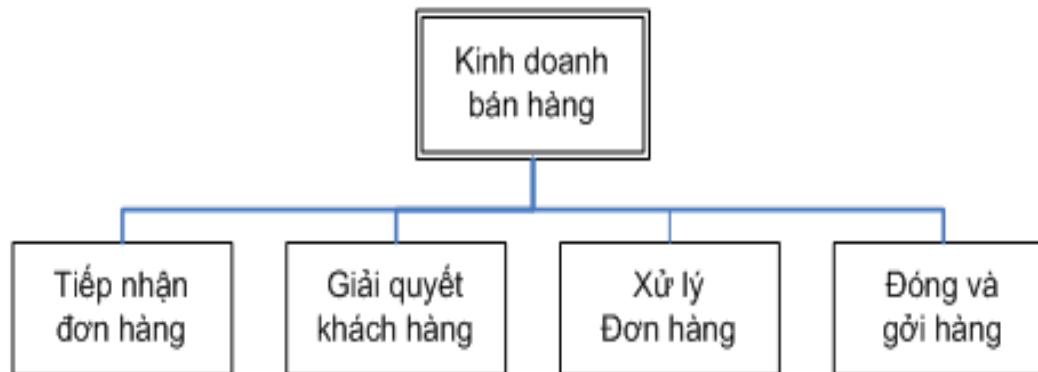 Kinh doanh
bán hàng
Tiếp nhận
đơn hàng
Giải quyết
khách hàng
Xử lý
Đơn hàng
Đóng và
gởi hàng